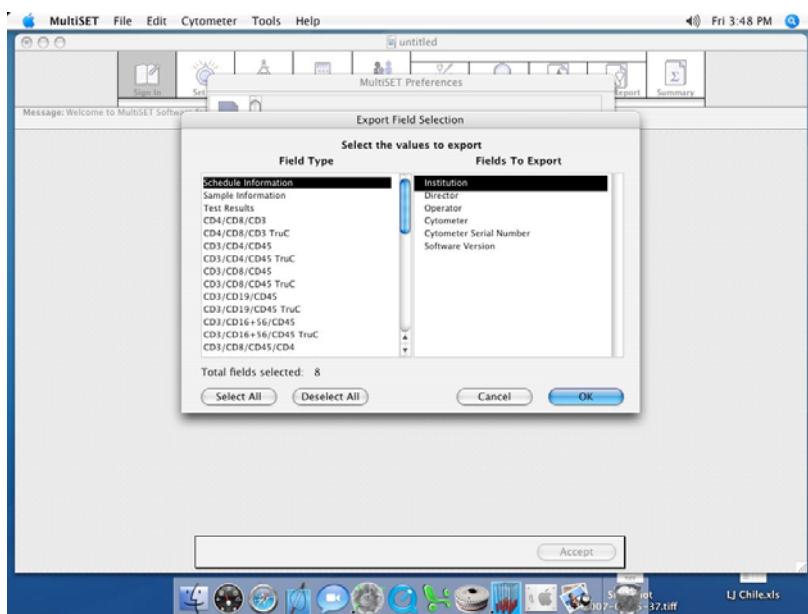 MultiSET File Edit Cytometer Tools Help Fri 3:48 PM
untitled
MultiSET Preferences
Sign In Report Summary
Message: Welcome to MultiSET
Export Field Selection
Select the values to export
Field Type Fields To Export
Schedule Information Institution
Sample Information Director
Test Results Operator
CD4/CD8/CD3 Cytometer
CD4/CD8/CD3 TruC Cytometer Serial Number
CD3/CD4/CD45 Software Version
CD3/CD4/CD45 TruC
CD3/CD8/CD45
CD3/CD8/CD45 TruC
CD3/CD19/CD45
CD3/CD19/CD45 TruC
CD3/CD16+56/CD45
CD3/CD16+56/CD45 TruC
CD3/CD8/CD45/CD4
Total fields selected: 8
Select All Deselect All Cancel OK
Accept
-37.tiff LJ Chile.xls